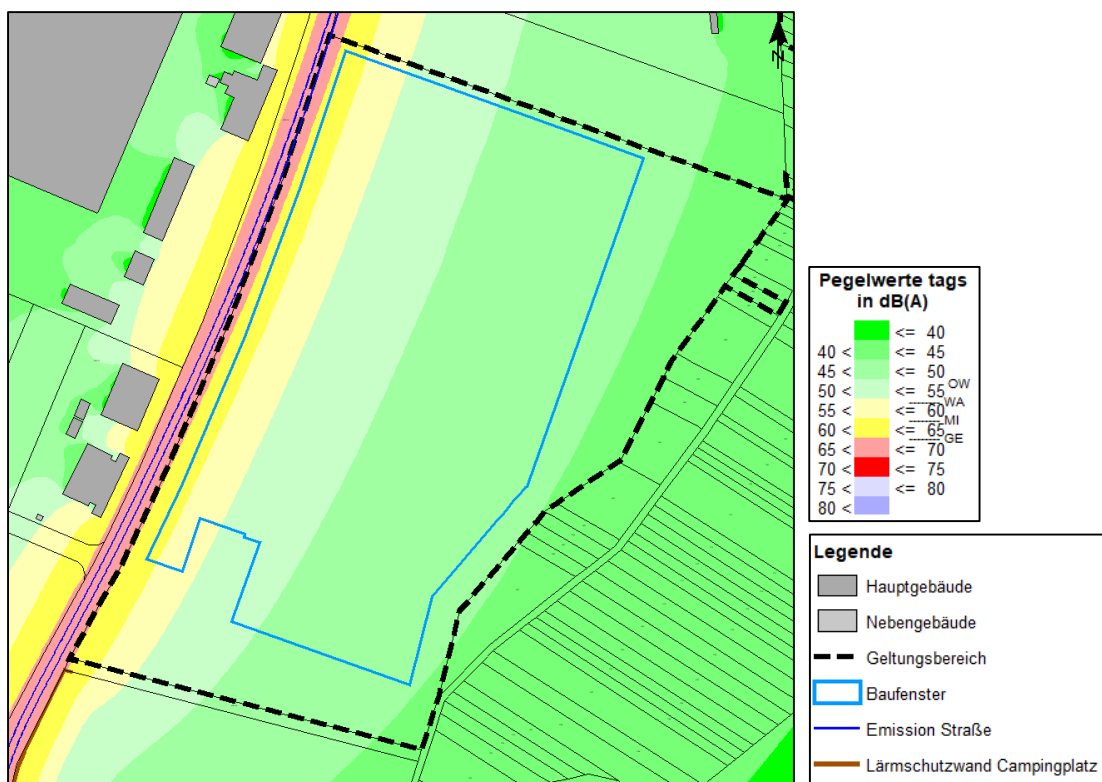 N
Pegelwerte tags
in dB(A)
<= 40
40 < <= 45
45 < <= 50
50 < <= 55 OW
55 < <= 60 WA
60 < <= 65 MI
65 < <= 70 GE
70 < <= 75
75 < <= 80
80 <
Legende
Hauptgebäude
Nebengebäude
Geltungsbereich
Baufenster
Emission Straße
Lärmschutzwand Campingplatz